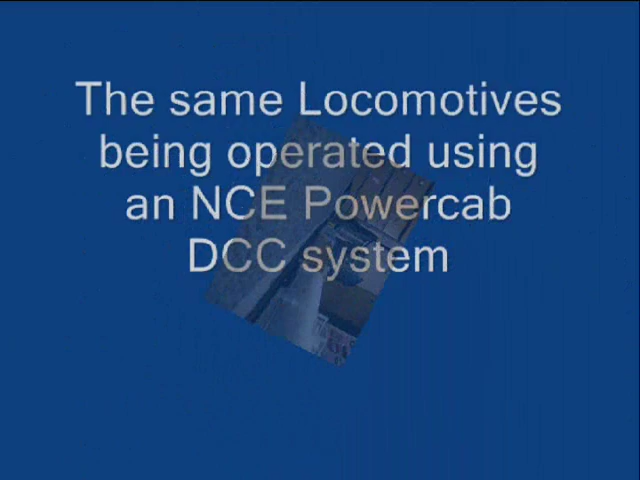 The same Locomotives
being operated using
an NCE Powercab
DCC system